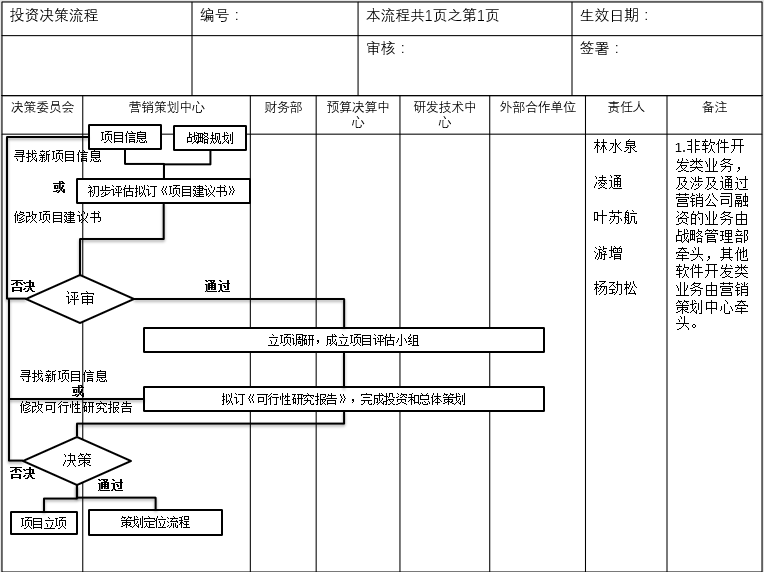 投资决策流程
编号：
本流程共1页之第1页
生效日期：
审核：
签署：
决策委员会
营销策划中心
财务部
预算决算中
心
研发技术中
心
外部合作单位
责任人
备注
项目信息
战略规划
寻找新项目信息
或
初步评估拟订《项目建议书》
修改项目建议书
否决
评审
通过
立项调研，成立项目评估小组
寻找新项目信息
或
修改可行性研究报告
拟订《可行性研究报告》，完成投资和总体策划
决策
否决
通过
项目立项
策划定位流程
林水泉
凌通
叶苏航
游增
杨劲松
1.非软件开
发类业务，
及涉及通过
营销公司融
资的业务由
战略管理部
牵头，其他
软件开发类
业务由营销
策划中心牵
头。